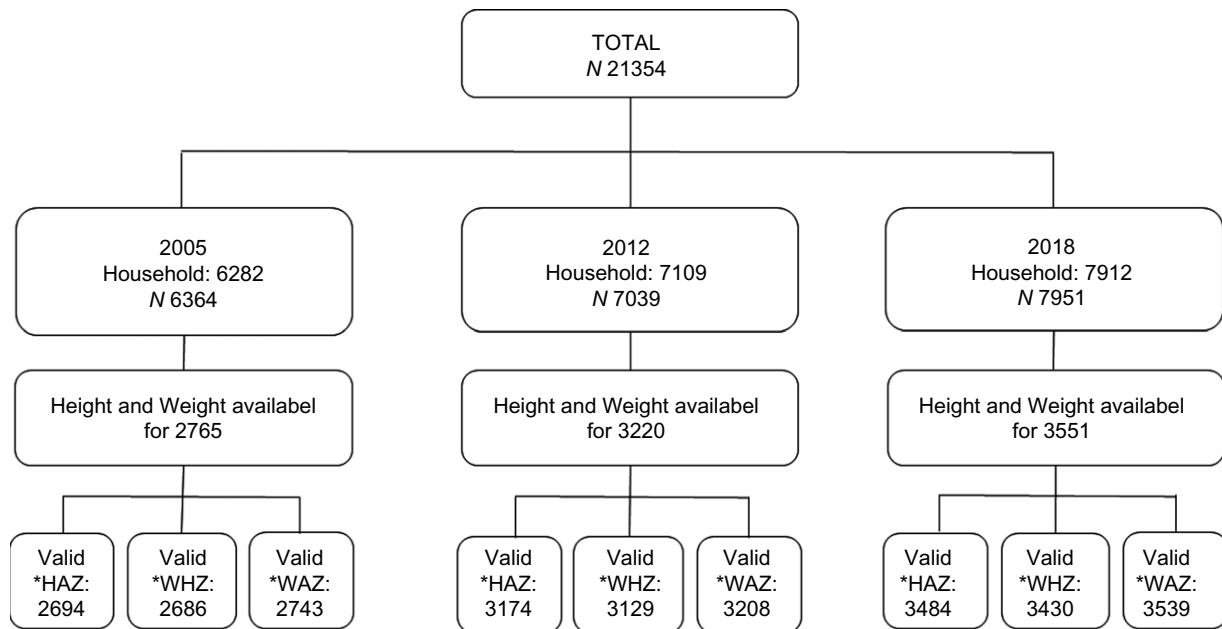 TOTAL
N 21354
2005
Household: 6282
N 6364
2012
Household: 7109
N 7039
2018
Household: 7912
N 7951
Height and Weight availabel
for 2765
Height and Weight availabel
for 3220
Height and Weight availabel
for 3551
Valid
*HAZ:
2694
Valid
*WHZ:
2686
Valid
*WAZ:
2743
Valid
*HAZ:
3174
Valid
*WHZ:
3129
Valid
*WAZ:
3208
Valid
*HAZ:
3484
Valid
*WHZ:
3430
Valid
*WAZ:
3539